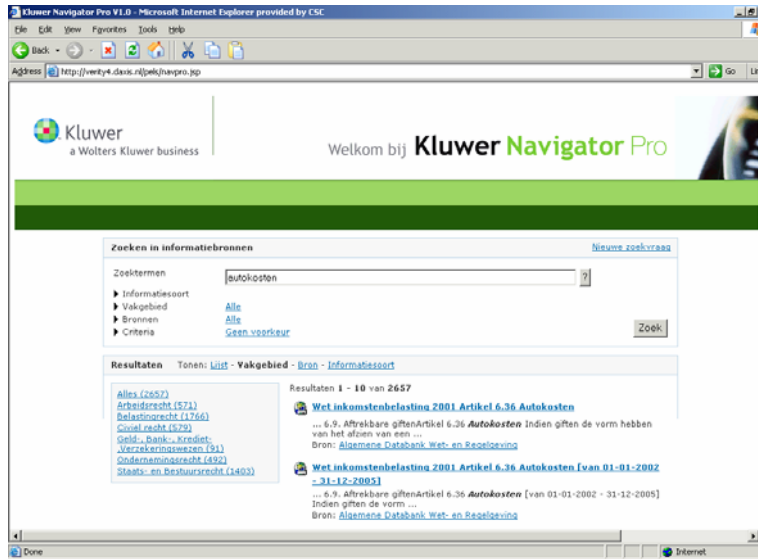 Kluwer Navigator Pro V1.0 - Microsoft Internet Explorer provided by CSC
File Edit View Favorites Tools Help
Back
Address http://verity4.daxis.nl/pels/navpro.jsp Go
Kluwer
a Wolters Kluwer business
Welkom bij Kluwer Navigator Pro
Zoeken in informatiebronnen Nieuwe zoekvraag
Zoektermen autokosten ?
Informatiesoort
Vakgebied Alle
Bronnen Alle
Criteria Geen voorkeur Zoek
Resultaten Tonen: Lijst - Vakgebied - Bron - Informatiesoort
Alles (2657)
Arbeidsrecht (571)
Belastingrecht (1766)
Civiel recht (579)
Geld-, Bank-, Krediet-
,Verzekeringswezen (91)
Ondernemingsrecht (492)
Staats- en Bestuursrecht (1403)
Resultaten 1 - 10 van 2657
Wet inkomstenbelasting 2001 Artikel 6.36 Autokosten
... 6.9. Aftrekbare giftenArtikel 6.36 Autokosten Indien giften de vorm hebben
van het afzien van een ...
Bron: Algemene Databank Wet- en Regelgeving
Wet inkomstenbelasting 2001 Artikel 6.36 Autokosten [van 01-01-2002
- 31-12-2005]
... 6.9. Aftrekbare giftenArtikel 6.36 Autokosten [van 01-01-2002 - 31-12-2005]
Indien giften de vorm ...
Bron: Algemene Databank Wet- en Regelgeving
Done Internet